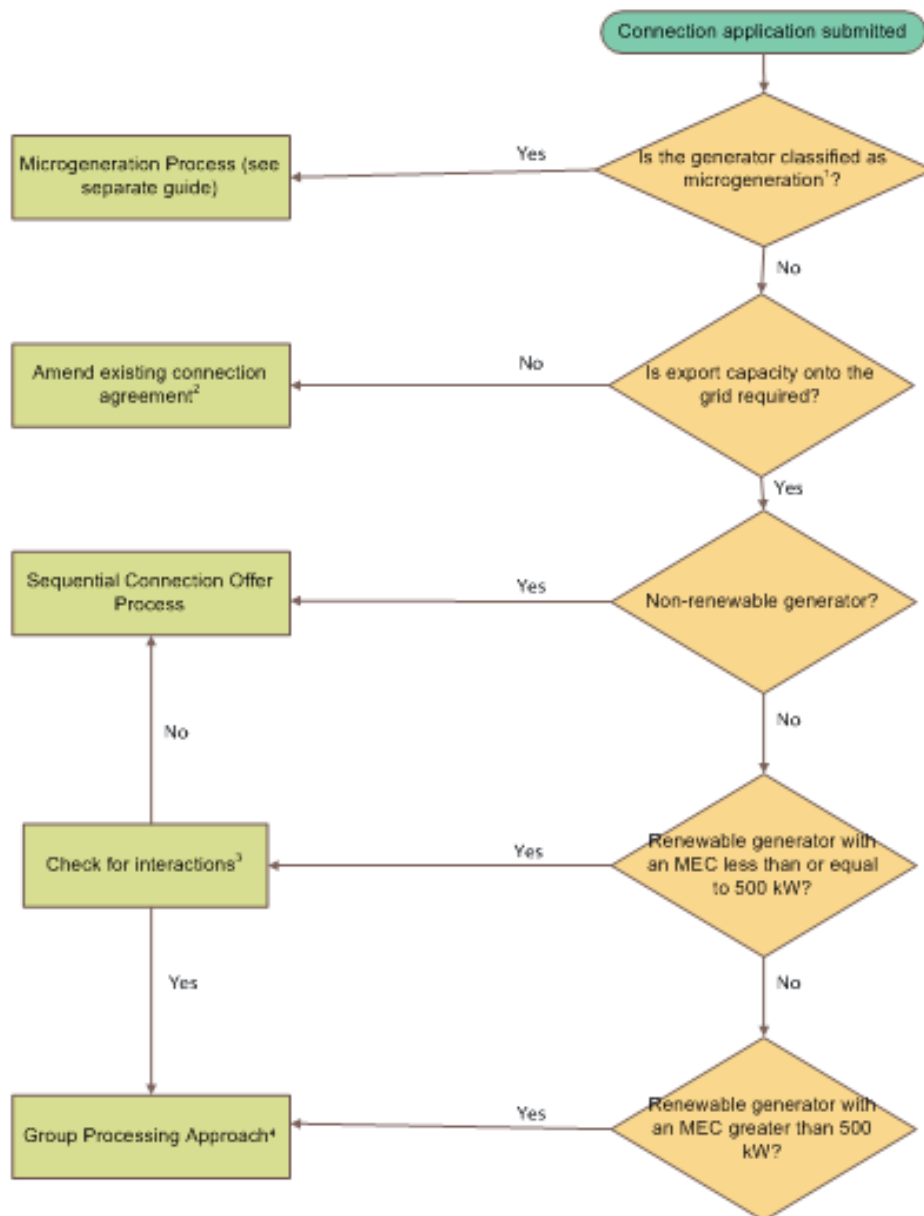 Connection application submitted
Is the generator classified as
microgeneration¹?
Yes
Microgeneration Process (see
separate guide)
No
Is export capacity onto the
grid required?
No
Amend existing connection
agreement²
Yes
Non-renewable generator?
Yes
Sequential Connection Offer
Process
No
No
Renewable generator with
an MEC less than or equal
to 500 kW?
Yes
Check for interactions³
Yes
No
Renewable generator with
an MEC greater than 500
kW?
Yes
Group Processing Approach⁴